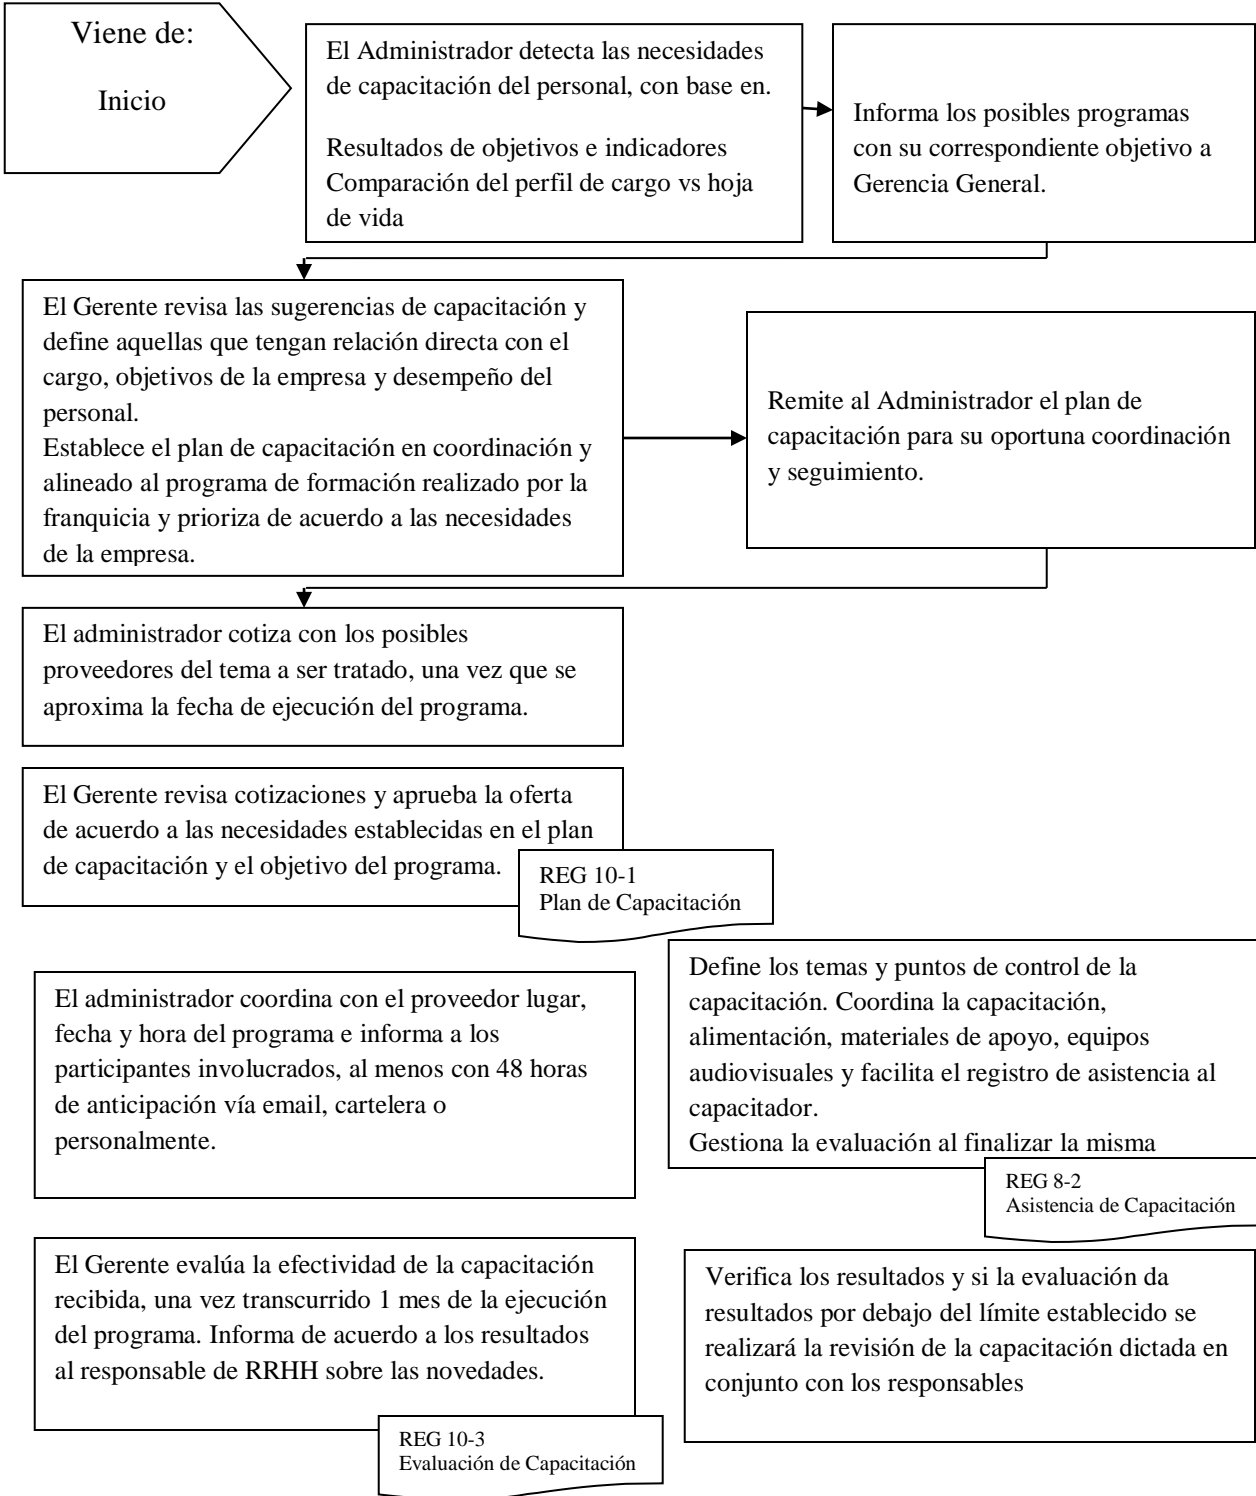 Viene de:
Inicio
El Administrador detecta las necesidades
de capacitación del personal, con base en.
Resultados de objetivos e indicadores
Comparación del perfil de cargo vs hoja
de vida
Informa los posibles programas
con su correspondiente objetivo a
Gerencia General.
El Gerente revisa las sugerencias de capacitación y
define aquellas que tengan relación directa con el
cargo, objetivos de la empresa y desempeño del
personal.
Establece el plan de capacitación en coordinación y
alineado al programa de formación realizado por la
franquicia y prioriza de acuerdo a las necesidades
de la empresa.
Remite al Administrador el plan de
capacitación para su oportuna coordinación
y seguimiento.
El administrador cotiza con los posibles
proveedores del tema a ser tratado, una vez que se
aproxima la fecha de ejecución del programa.
El Gerente revisa cotizaciones y aprueba la oferta
de acuerdo a las necesidades establecidas en el plan
de capacitación y el objetivo del programa.
REG 10-1
Plan de Capacitación
El administrador coordina con el proveedor lugar,
fecha y hora del programa e informa a los
participantes involucrados, al menos con 48 horas
de anticipación vía email, cartelera o
personalmente.
Define los temas y puntos de control de la
capacitación. Coordina la capacitación,
alimentación, materiales de apoyo, equipos
audiovisuales y facilita el registro de asistencia al
capacitador.
Gestiona la evaluación al finalizar la misma
REG 8-2
Asistencia de Capacitación
El Gerente evalúa la efectividad de la capacitación
recibida, una vez transcurrido 1 mes de la ejecución
del programa. Informa de acuerdo a los resultados
al responsable de RRHH sobre las novedades.
REG 10-3
Evaluación de Capacitación
Verifica los resultados y si la evaluación da
resultados por debajo del límite establecido se
realizará la revisión de la capacitación dictada en
conjunto con los responsables